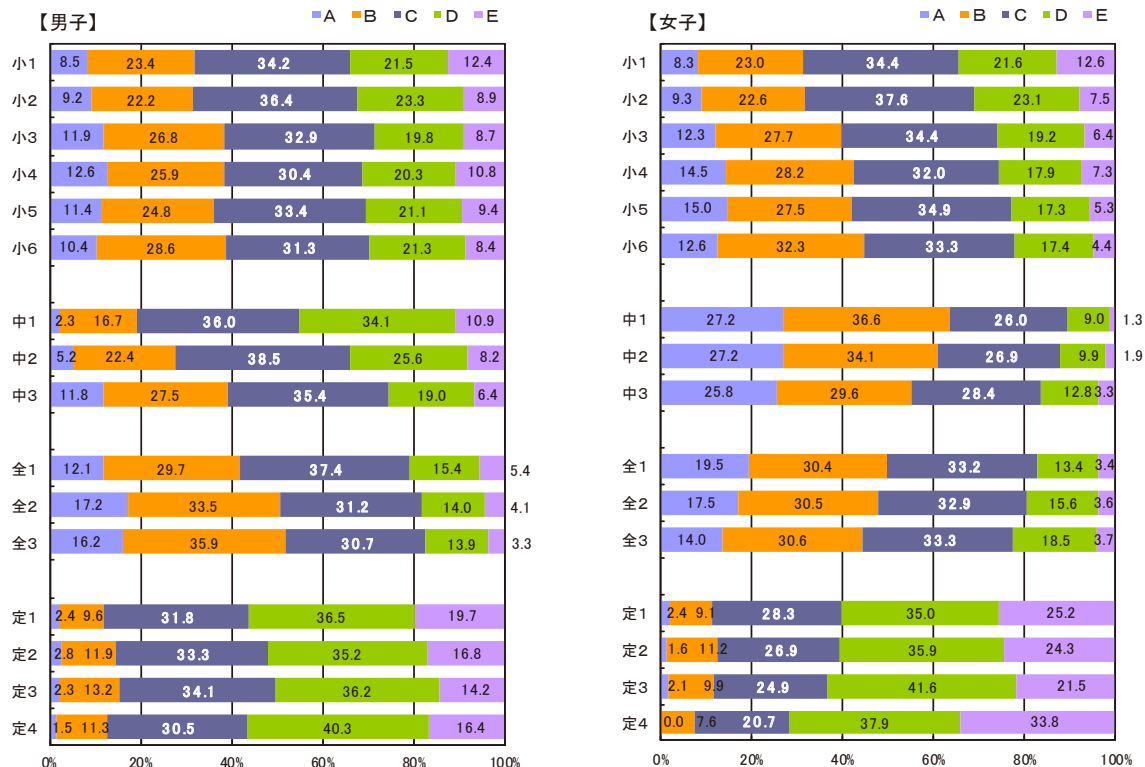 【男子】
A B C D E
小1 8.5 23.4 34.2 21.5 12.4
小2 9.2 22.2 36.4 23.3 8.9
小3 11.9 26.8 32.9 19.8 8.7
小4 12.6 25.9 30.4 20.3 10.8
小5 11.4 24.8 33.4 21.1 9.4
小6 10.4 28.6 31.3 21.3 8.4
中1 2.3 16.7 36.0 34.1 10.9
中2 5.2 22.4 38.5 25.6 8.2
中3 11.8 27.5 35.4 19.0 6.4
全1 12.1 29.7 37.4 15.4 5.4
全2 17.2 33.5 31.2 14.0 4.1
全3 16.2 35.9 30.7 13.9 3.3
定1 2.4 9.6 31.8 36.5 19.7
定2 2.8 11.9 33.3 35.2 16.8
定3 2.3 13.2 34.1 36.2 14.2
定4 1.5 11.3 30.5 40.3 16.4
0% 20% 40% 60% 80% 100%
【女子】
A B C D E
小1 8.3 23.0 34.4 21.6 12.6
小2 9.3 22.6 37.6 23.1 7.5
小3 12.3 27.7 34.4 19.2 6.4
小4 14.5 28.2 32.0 17.9 7.3
小5 15.0 27.5 34.9 17.3 5.3
小6 12.6 32.3 33.3 17.4 4.4
中1 27.2 36.6 26.0 9.0 1.3
中2 27.2 34.1 26.9 9.9 1.9
中3 25.8 29.6 28.4 12.8 3.3
全1 19.5 30.4 33.2 13.4 3.4
全2 17.5 30.5 32.9 15.6 3.6
全3 14.0 30.6 33.3 18.5 3.7
定1 2.4 9.1 28.3 35.0 25.2
定2 1.6 11.2 26.9 35.9 24.3
定3 2.1 9.9 24.9 41.6 21.5
定4 0.0 7.6 20.7 37.9 33.8
0% 20% 40% 60% 80% 100%